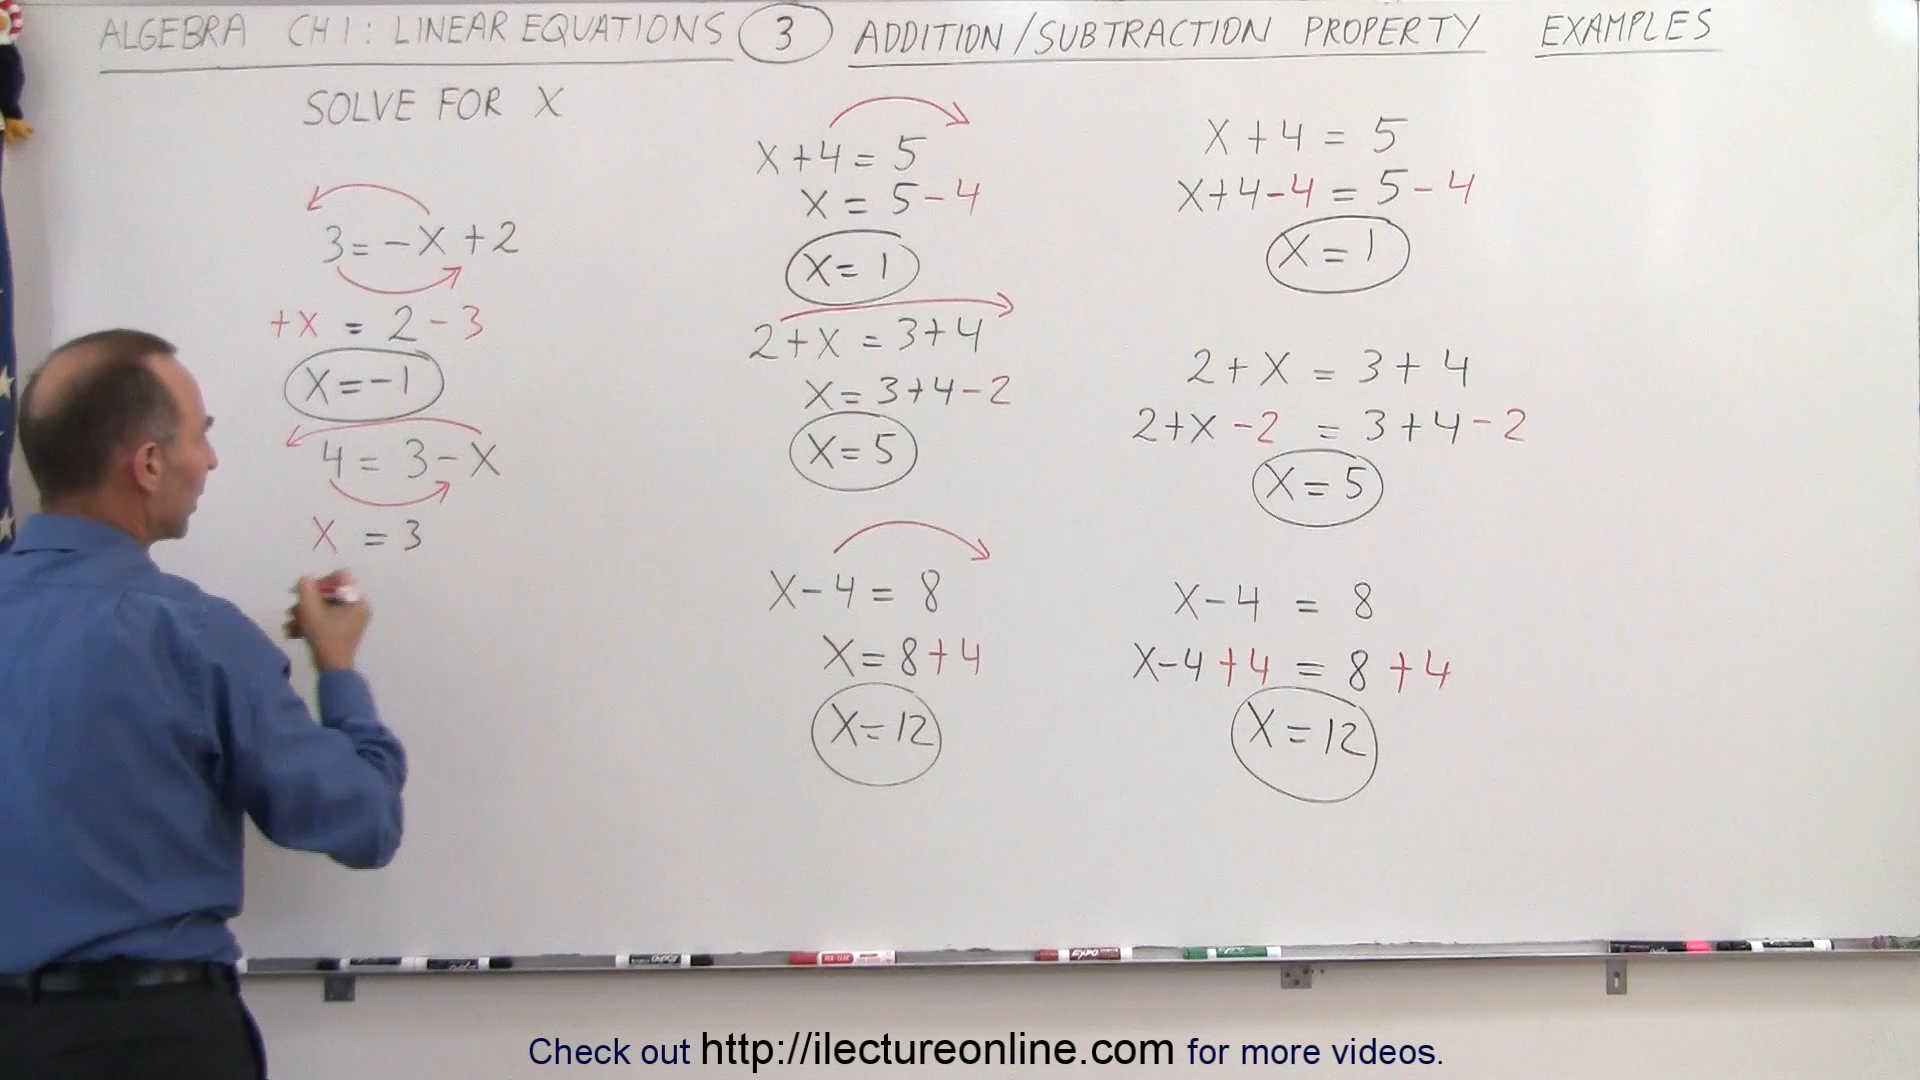 ALGEBRA CH 1: LINEAR EQUATIONS 3 ADDITION/SUBTRACTION PROPERTY EXAMPLES
SOLVE FOR X
3 = -X + 2
+X = 2 - 3
X = -1
4 = 3 - X
X = 3
X + 4 = 5
X = 5 - 4
X = 1
2 + X = 3 + 4
X = 3 + 4 - 2
X = 5
X - 4 = 8
X = 8 + 4
X = 12
X + 4 = 5
X + 4 - 4 = 5 - 4
X = 1
2 + X = 3 + 4
2 + X - 2 = 3 + 4 - 2
X = 5
X - 4 = 8
X - 4 + 4 = 8 + 4
X = 12
EXPO
Check out http://ilectureonline.com for more videos.